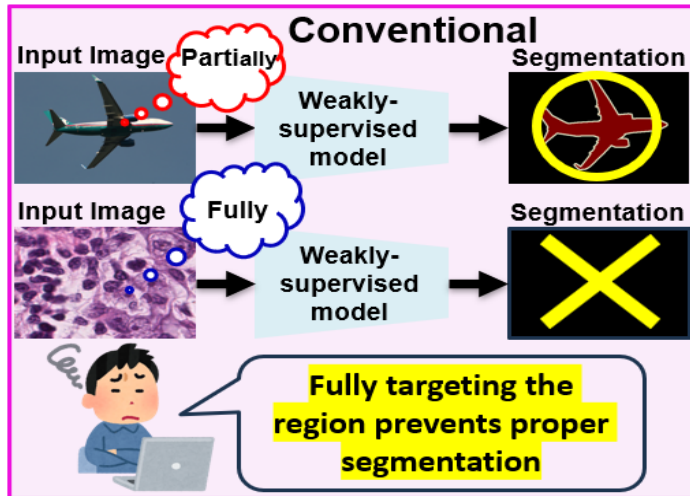 Conventional
Input Image
Partially
Segmentation
Weakly-
supervised
model
Input Image
Fully
Segmentation
Weakly-
supervised
model
Fully targeting the
region prevents proper
segmentation